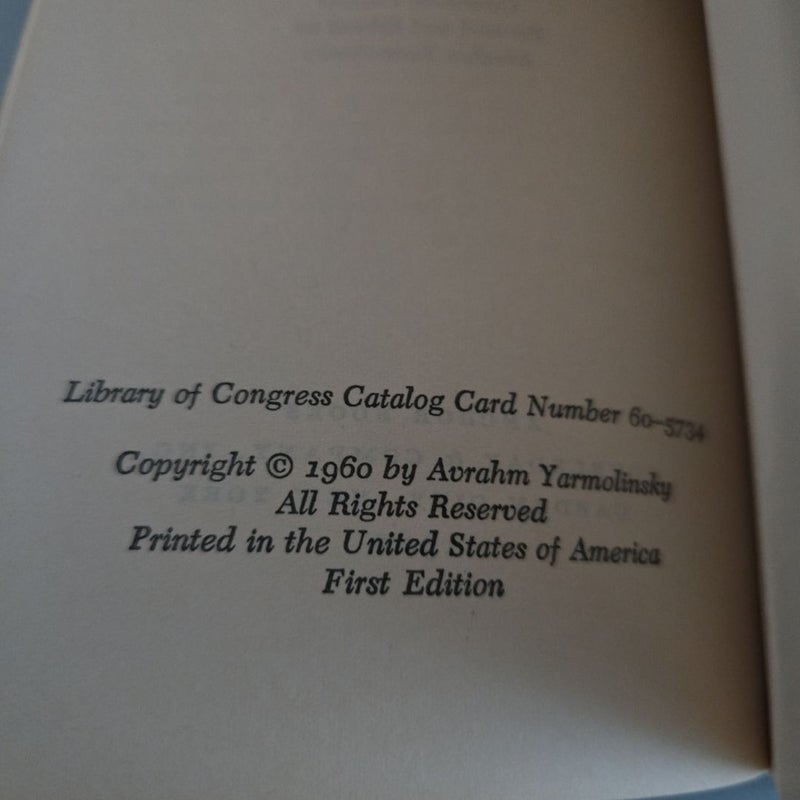 Library of Congress Catalog Card Number 60–5734
Copyright © 1960 by Avrahm Yarmolinsky
All Rights Reserved
Printed in the United States of America
First Edition